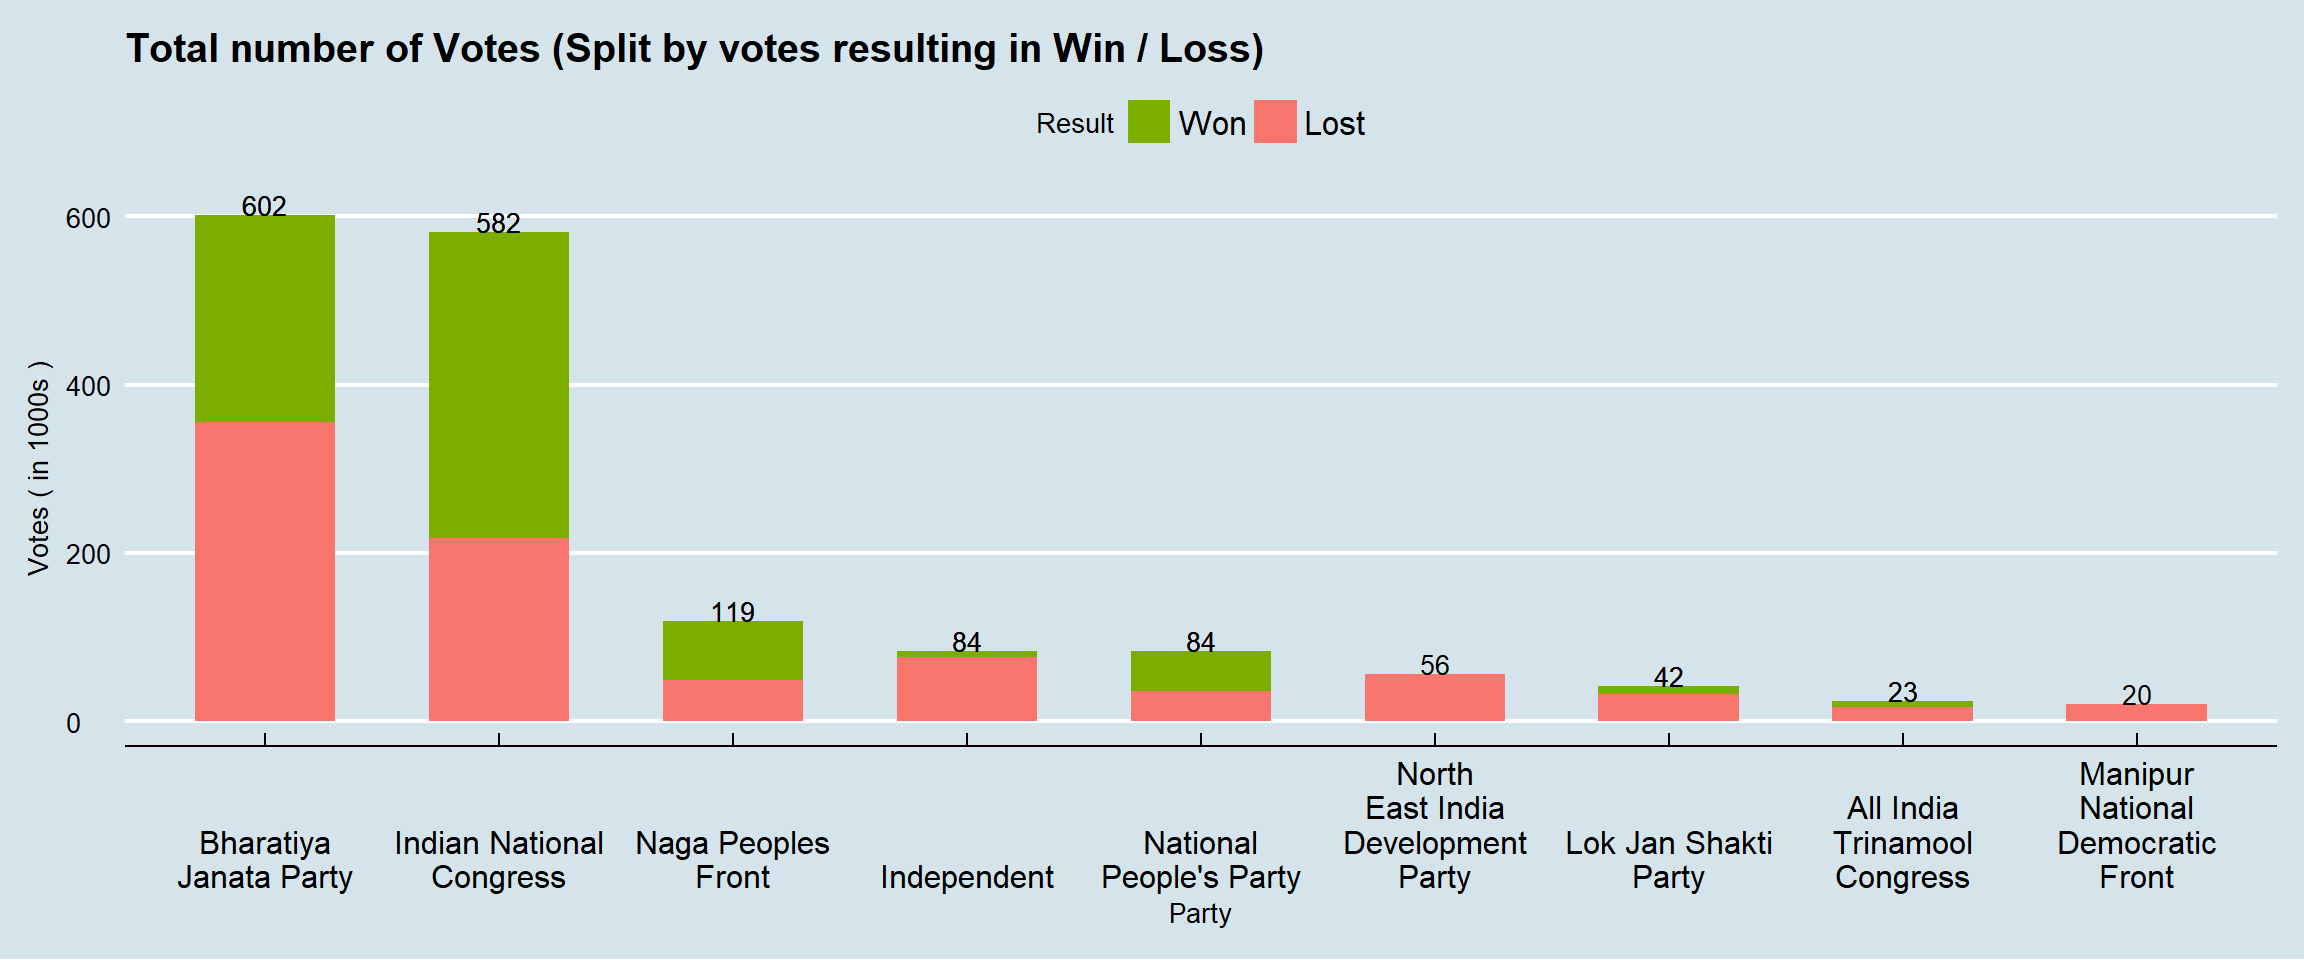 Total number of Votes (Split by votes resulting in Win / Loss)
Result Won Lost
Votes ( in 1000s )
600
400
200
0
602
582
119
84
84
56
42
23
20
Bharatiya
Janata Party
Indian National
Congress
Naga Peoples
Front
Independent
National
People's Party
North
East India
Development
Party
Lok Jan Shakti
Party
All India
Trinamool
Congress
Manipur
National
Democratic
Front
Party